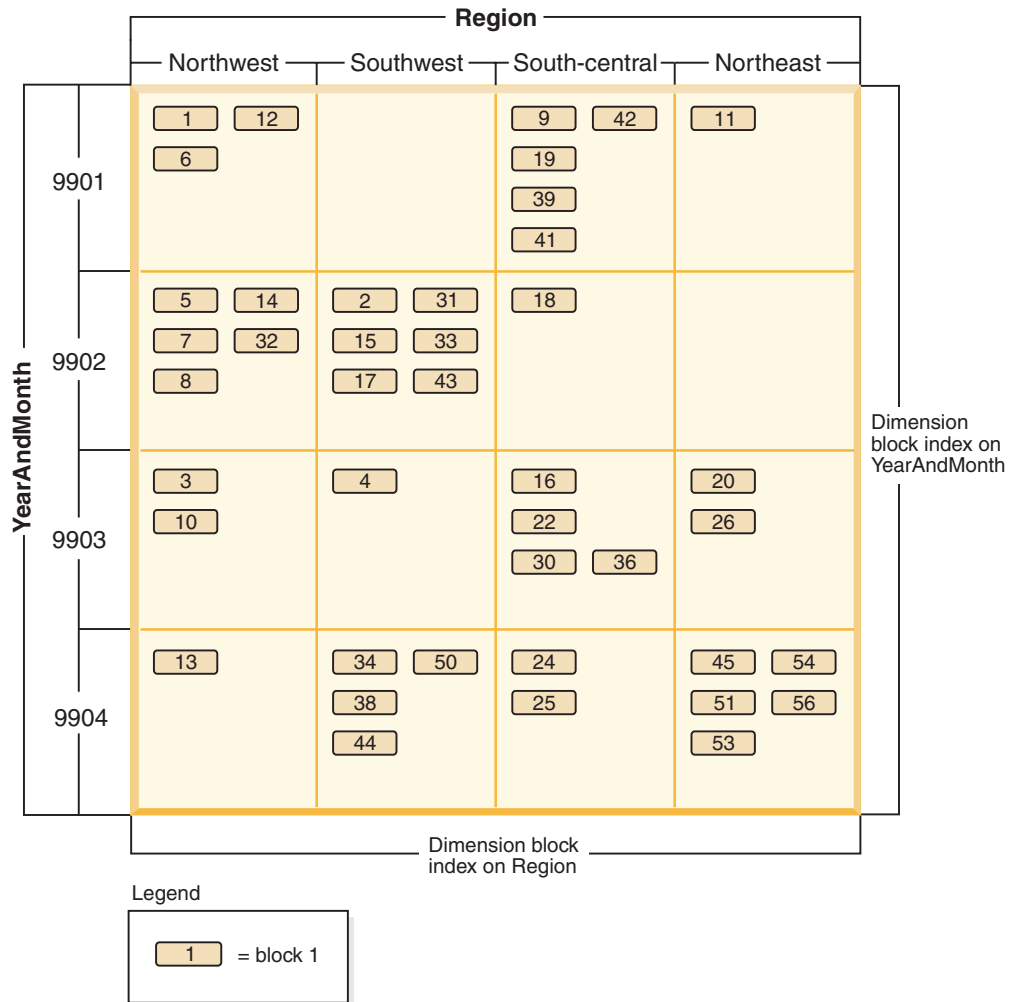 Region
Northwest Southwest South-central Northeast
1 12 9 42 11
6 19
9901
39
41
5 14 2 31 18
7 32 15 33
9902
8 17 43
YearAndMonth
Dimension
block index on
YearAndMonth
3 4 16 20
10 22 26
9903
30 36
13 34 50 24 45 54
38 25 51 56
9904
44 53
Dimension block
index on Region
Legend
1 = block 1